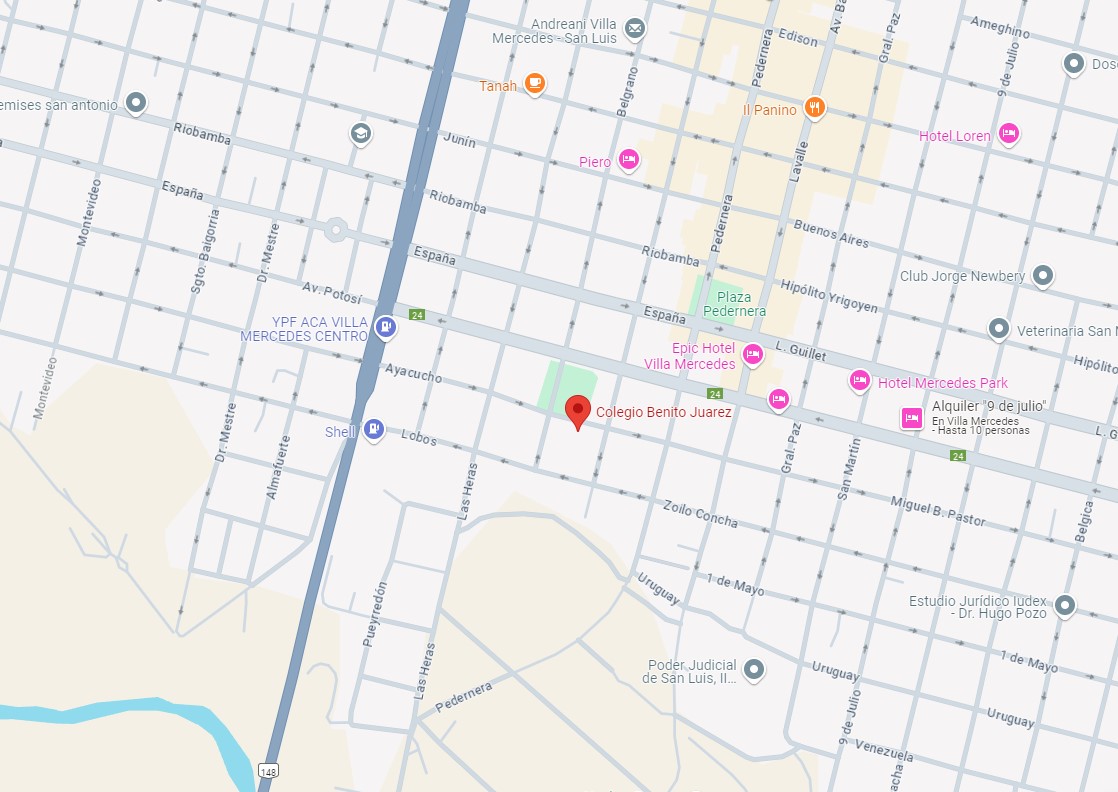 Andreani Villa
Mercedes - San Luis
Edison
Pedernera
Av. Ba
Gral. Paz
Ameghino
9 de Julio
Dos
Tanah
Belgrano
Il Panino
emises san antonio
Riobamba
Junín
Piero
Lavalle
Hotel Loren
España
Montevideo
Sgto. Baigorria
Dr. Mestre
Riobamba
España
Pedernera
Buenos Aires
Riobamba
Club Jorge Newbery
Av. Potosí
24
Plaza
Pedernera
Hipólito Yrigoyen
España
YPF ACA VILLA
MERCEDES CENTRO
Veterinaria San
Epic Hotel
Villa Mercedes
L. Guillet
Hipólito
Ayacucho
Montevideo
Hotel Mercedes Park
24
Colegio Benito Juarez
Alquiler "9 de julio"
En Villa Mercedes
- Hasta 10 personas
Shell
Lobos
Dr. Mestre
Almafuerte
Gral. Paz
San Martín
L. G
24
Las Heras
Zoilo Concha
Miguel B. Pastor
Belgica
Uruguay
1 de Mayo
Pueyrredón
Estudio Jurídico Iudex
- Dr. Hugo Pozo
Las Heras
Poder Judicial
de San Luis, II...
Uruguay
1 de Mayo
Pedernera
9 de Julio
Uruguay
Venezuela
148
acha